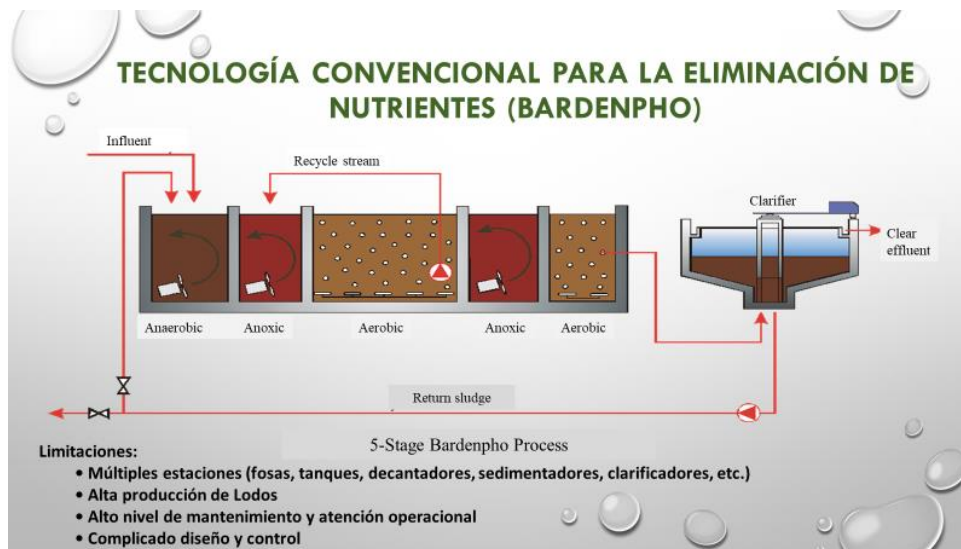 TECNOLOGÍA CONVENCIONAL PARA LA ELIMINACIÓN DE
NUTRIENTES (BARDENPHO)
Influent
Recycle stream
Clarifier
Clear
effluent
Anaerobic
Anoxic
Aerobic
Anoxic
Aerobic
Return sludge
5-Stage Bardenpho Process
Limitaciones:
• Múltiples estaciones (fosas, tanques, decantadores, sedimentadores, clarificadores, etc.)
• Alta producción de Lodos
• Alto nivel de mantenimiento y atención operacional
• Complicado diseño y control